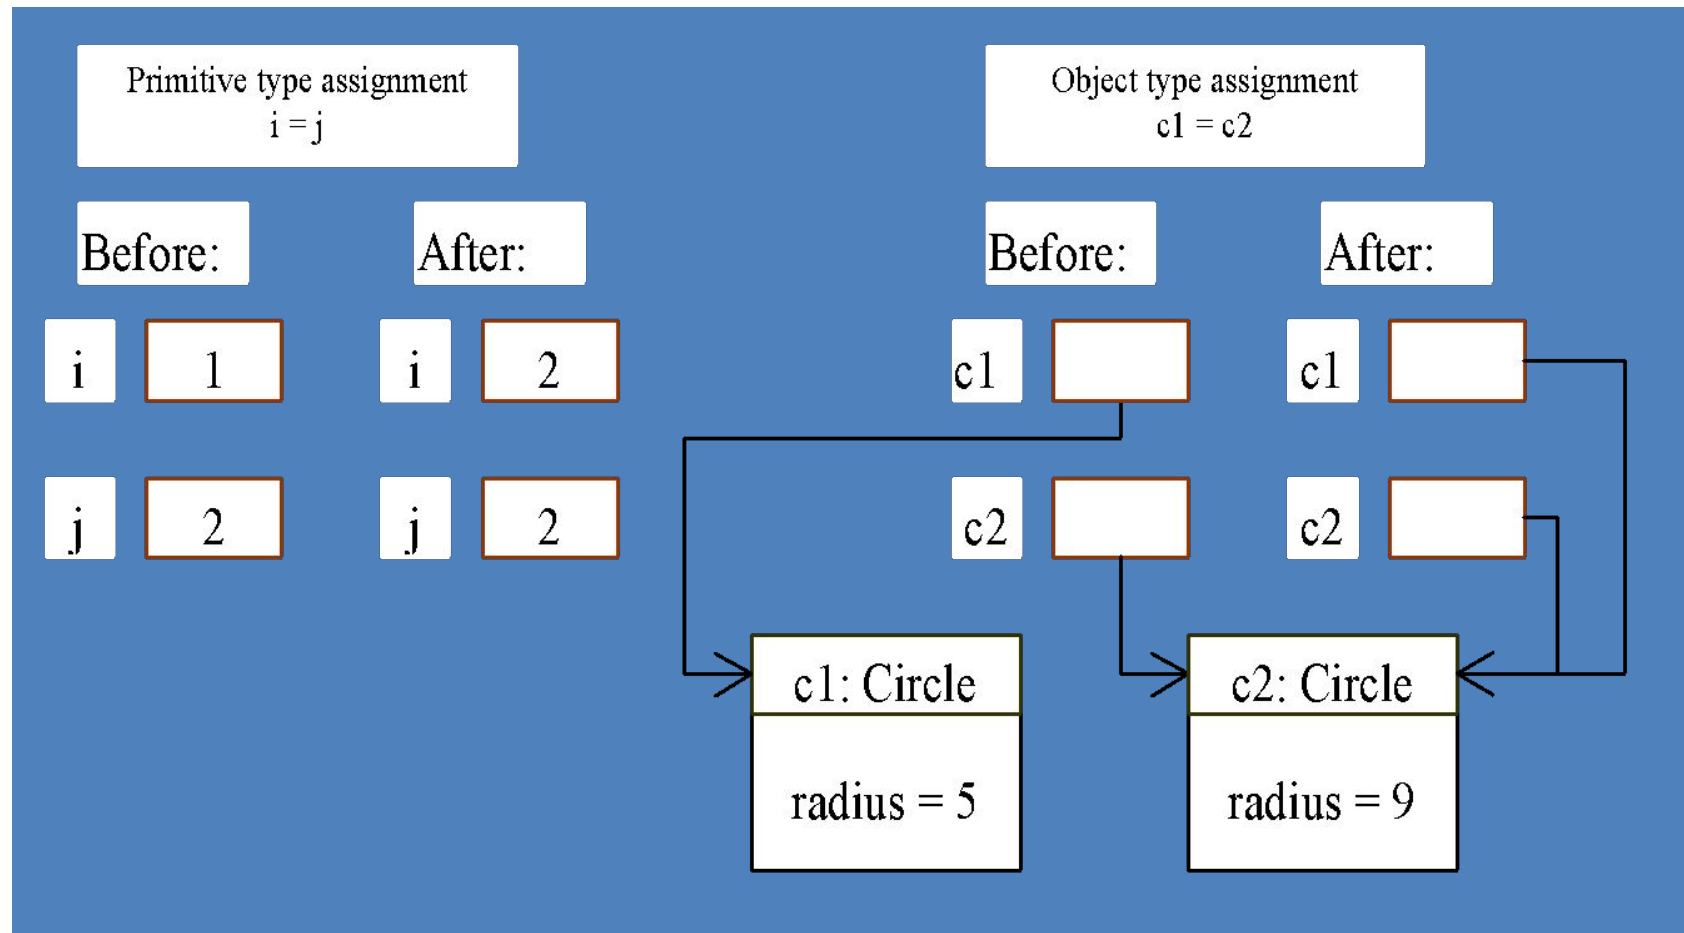 Primitive type assignment
i = j
Object type assignment
c1 = c2
Before:
After:
Before:
After:
i
1
i
2
c1
c1
j
2
j
2
c2
c2
c1: Circle
c2: Circle
radius = 5
radius = 9